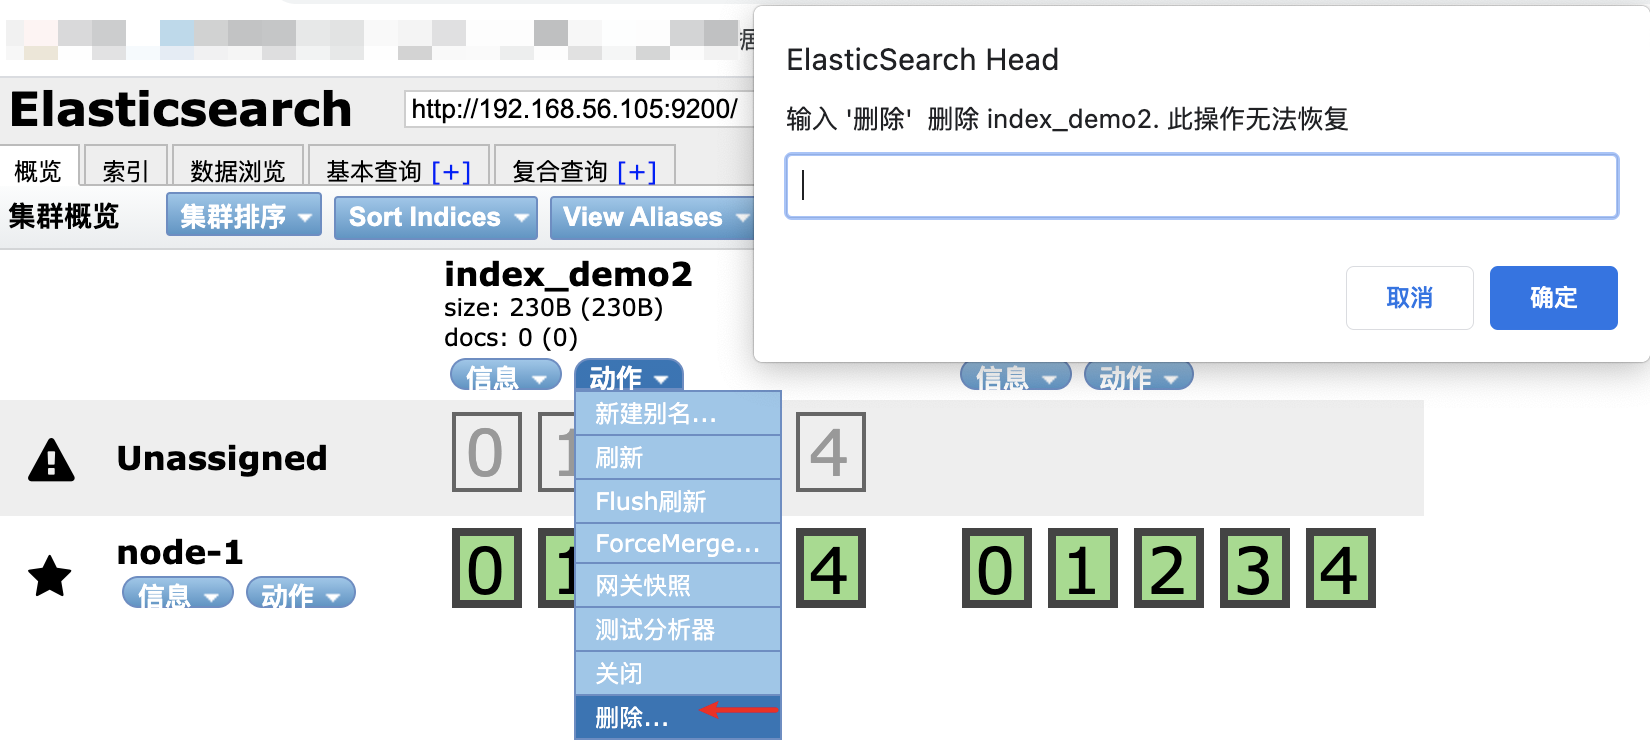 据
ElasticSearch Head
输入 '删除' 删除 index_demo2. 此操作无法恢复
取消
确定
Elasticsearch
http://192.168.56.105:9200/
概览
索引
数据浏览
基本查询 [+]
复合查询 [+]
集群概览
集群排序
Sort Indices
View Aliases
index_demo2
size: 230B (230B)
docs: 0 (0)
信息
动作
信息
动作
新建别名...
刷新
Flush刷新
ForceMerge...
网关快照
测试分析器
关闭
删除...
Unassigned
0 1 4
node-1
信息
动作
0 1 4 0 1 2 3 4